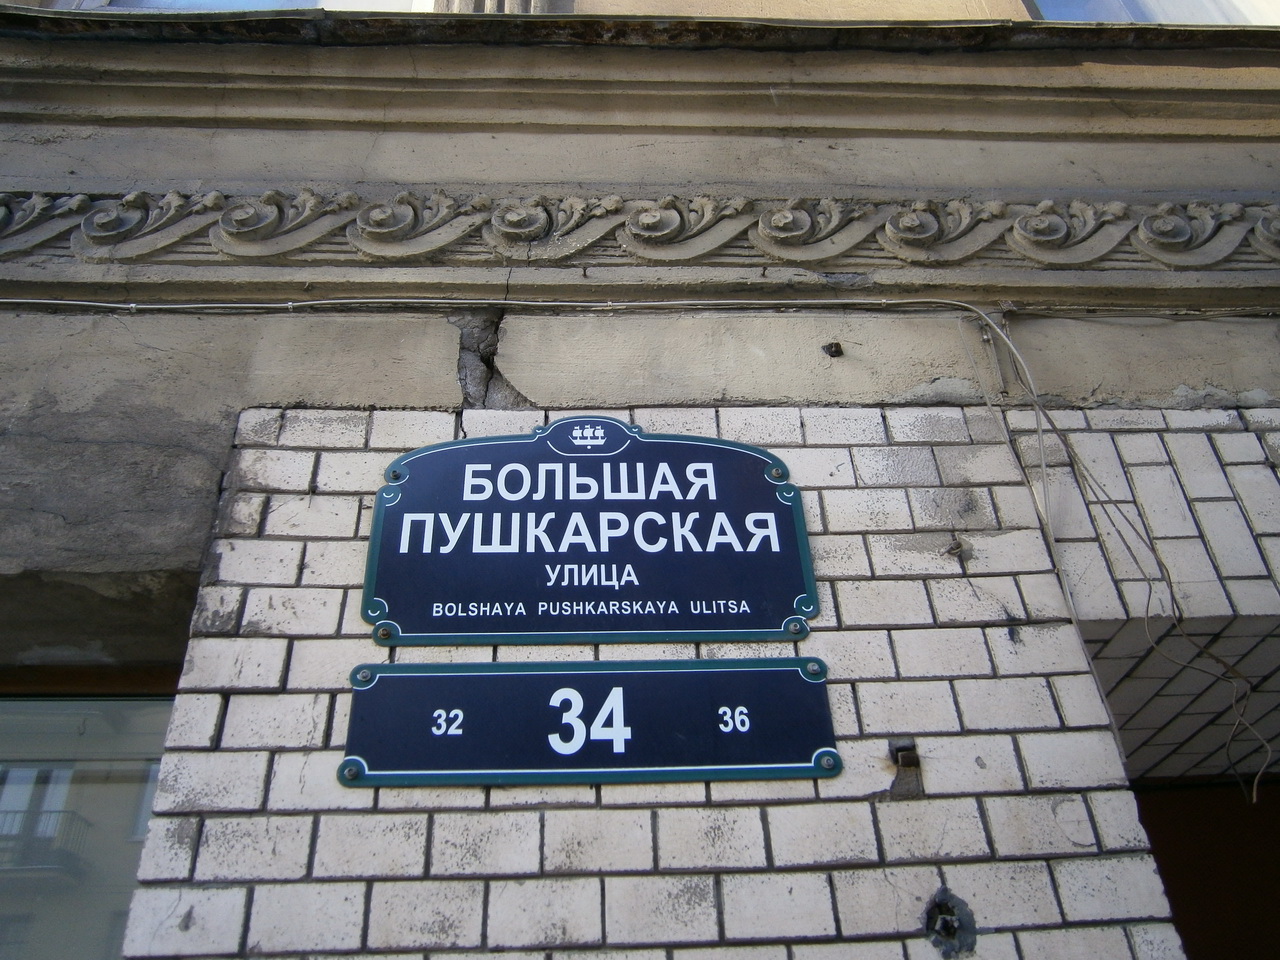 БОЛЬШАЯ
ПУШКАРСКАЯ
УЛИЦА
BOLSHAYA PUSHKARSKAYA ULITSA
32 34 36